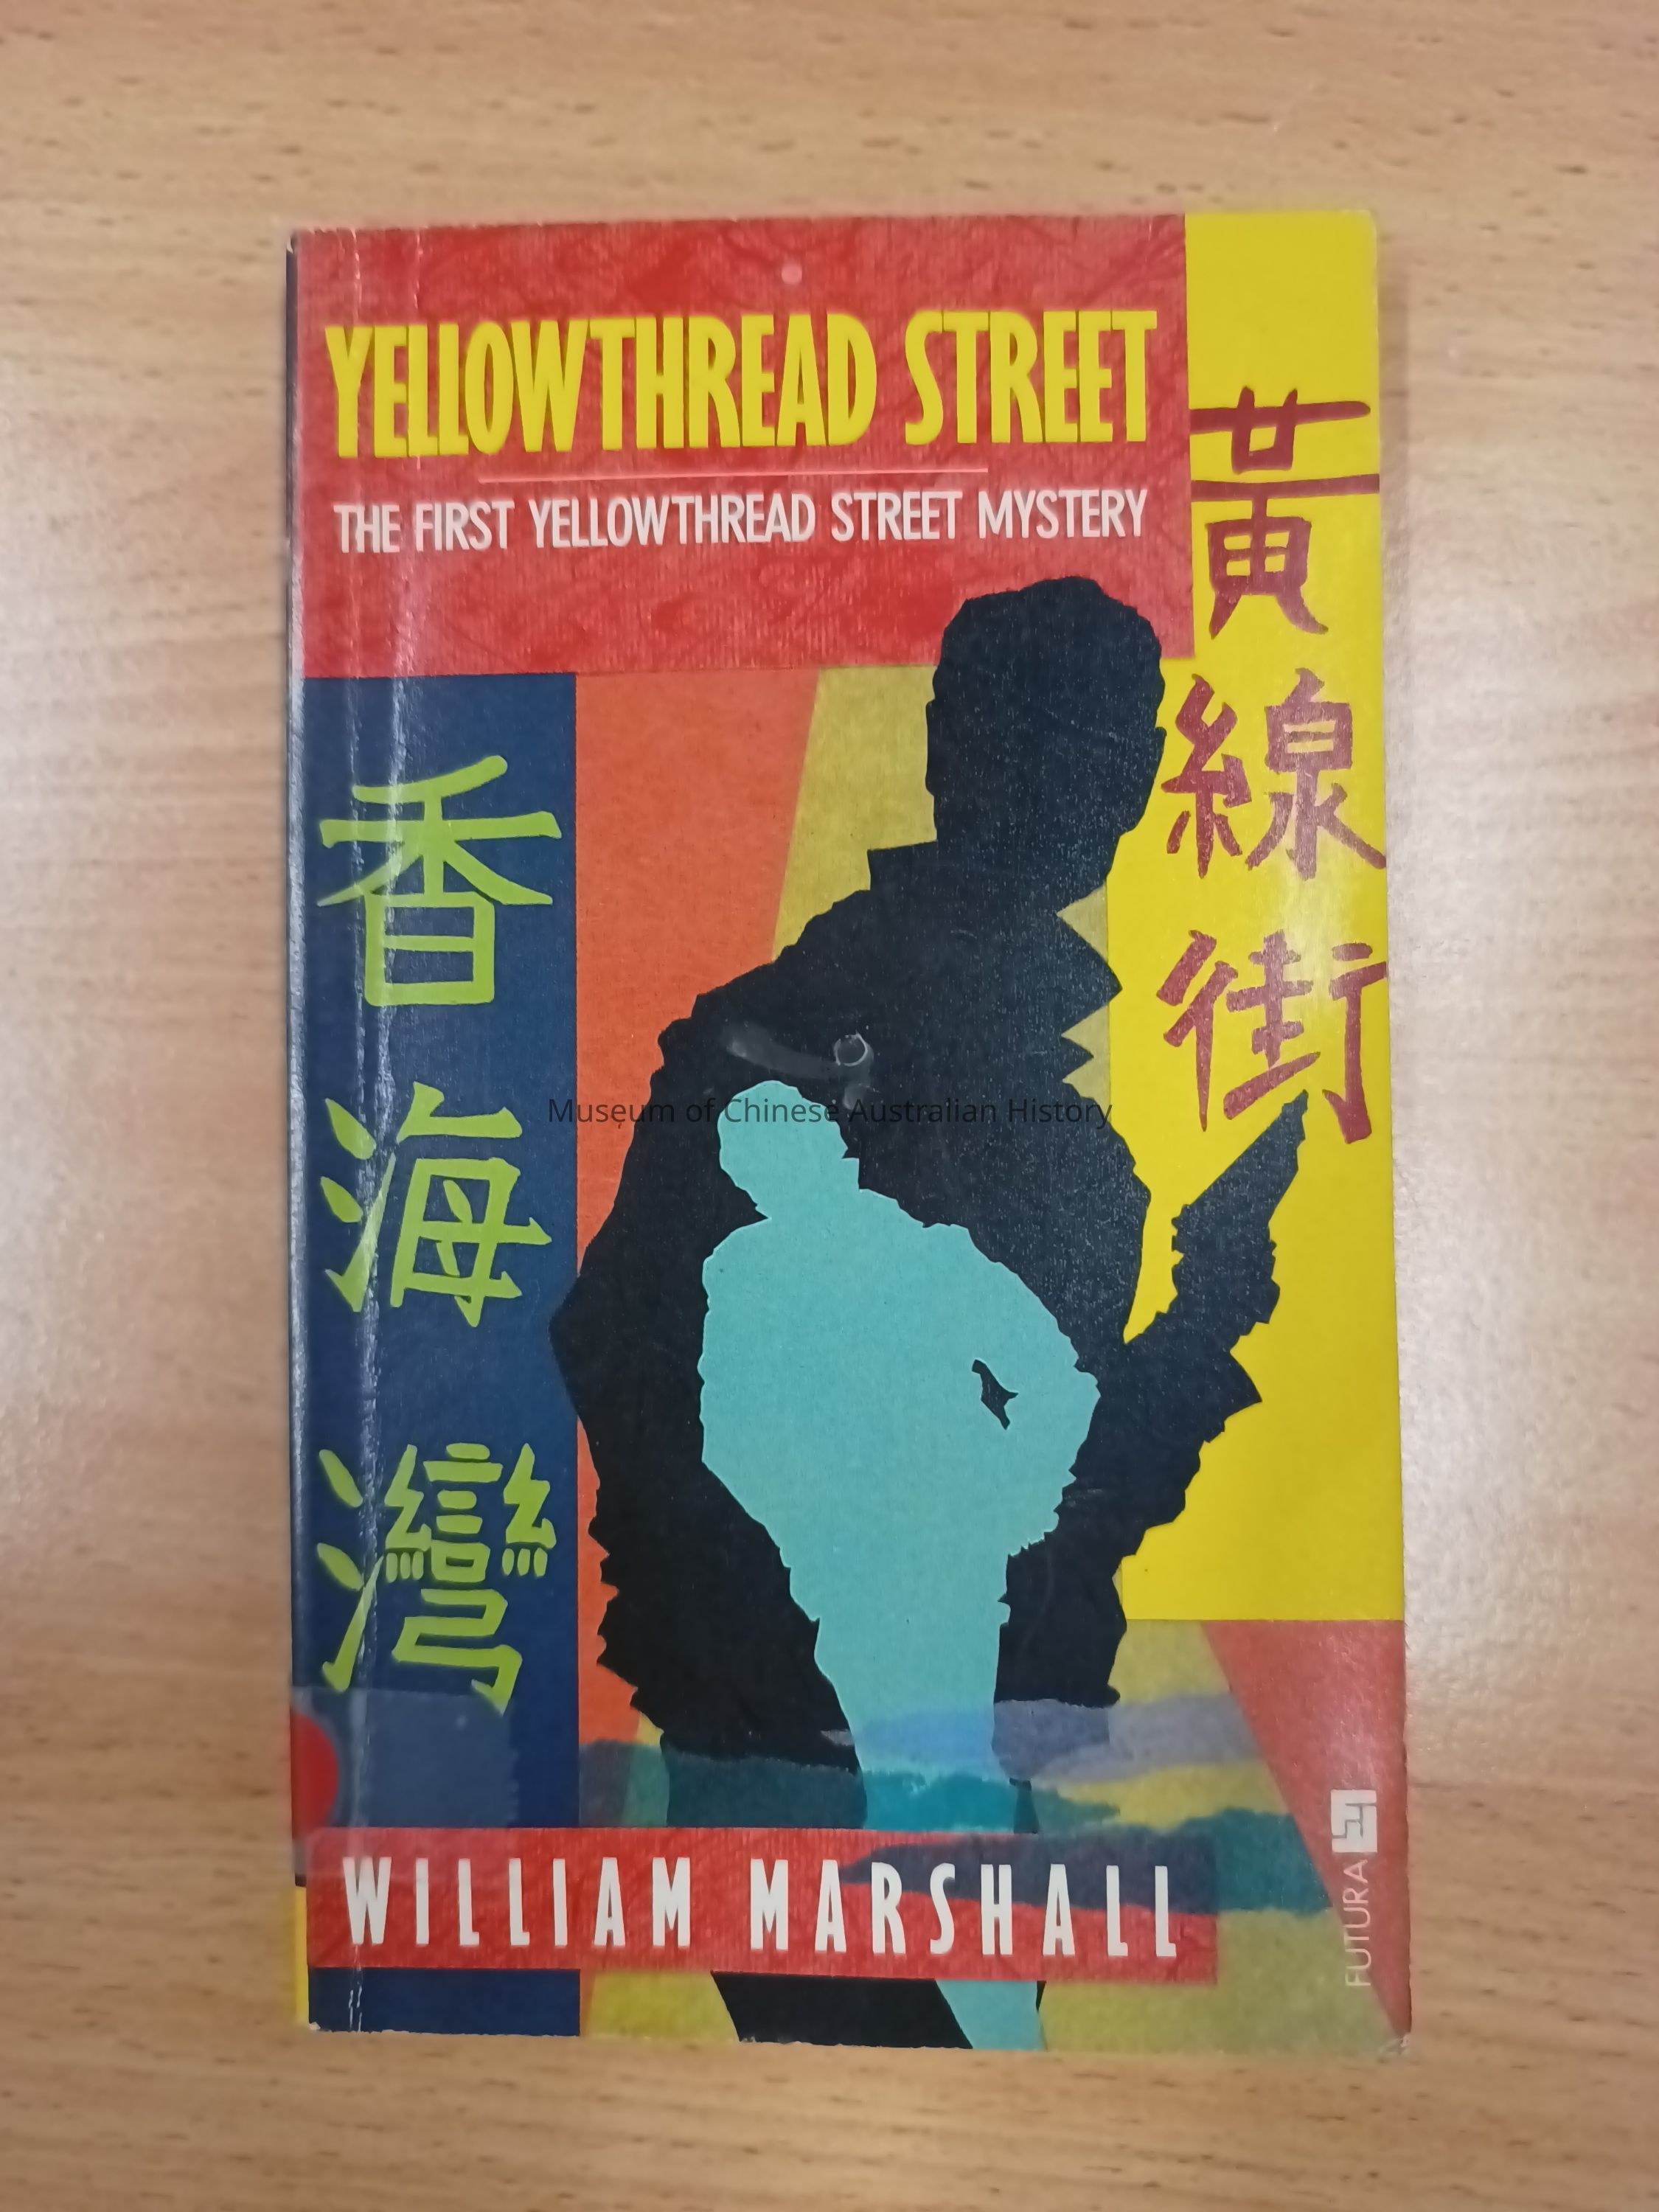 YELLOWTHREAD STREET
THE FIRST YELLOWTHREAD STREET MYSTERY
黃線街
香海灣
Museum of Chinese Australian History
WILLIAM MARSHALL
FUTURA